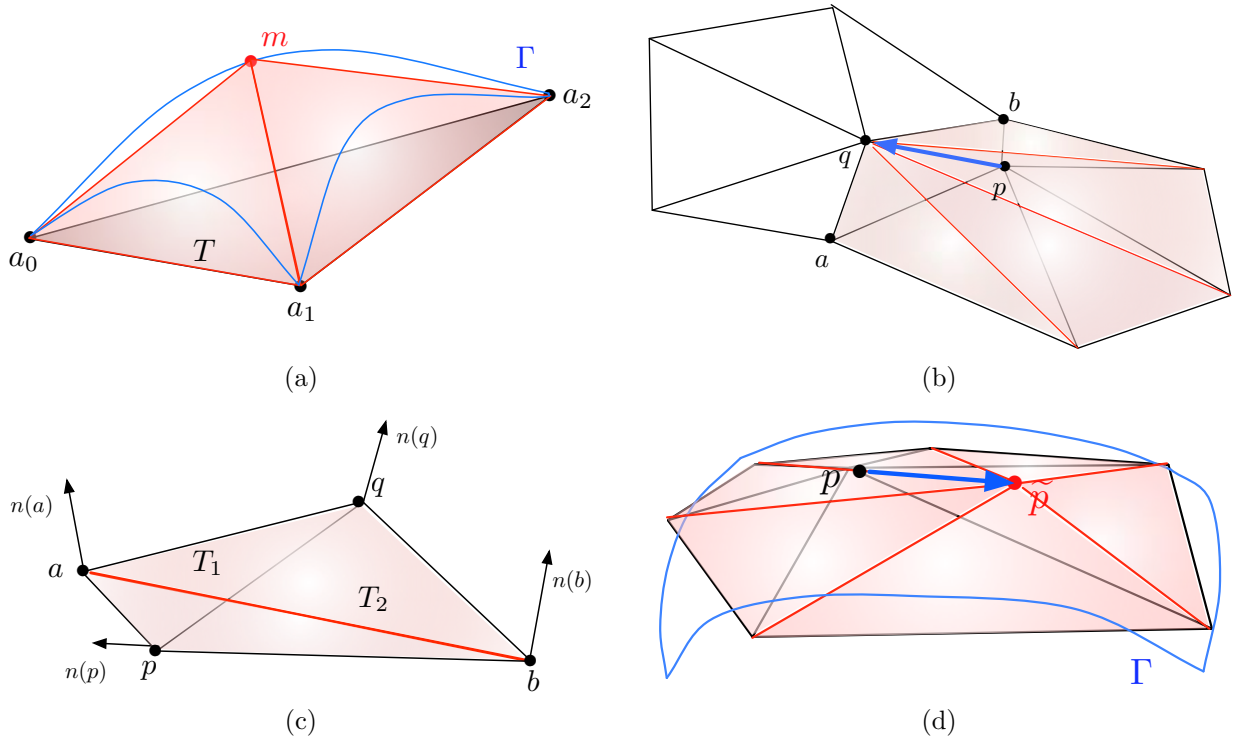 m
Γ
a₂
T
a₀
a₁
(a)
b
q
p
a
(b)
n(q)
n(a)
q
a
T₁
n(b)
T₂
n(p)
p
b
(c)
p
p̃
Γ
(d)